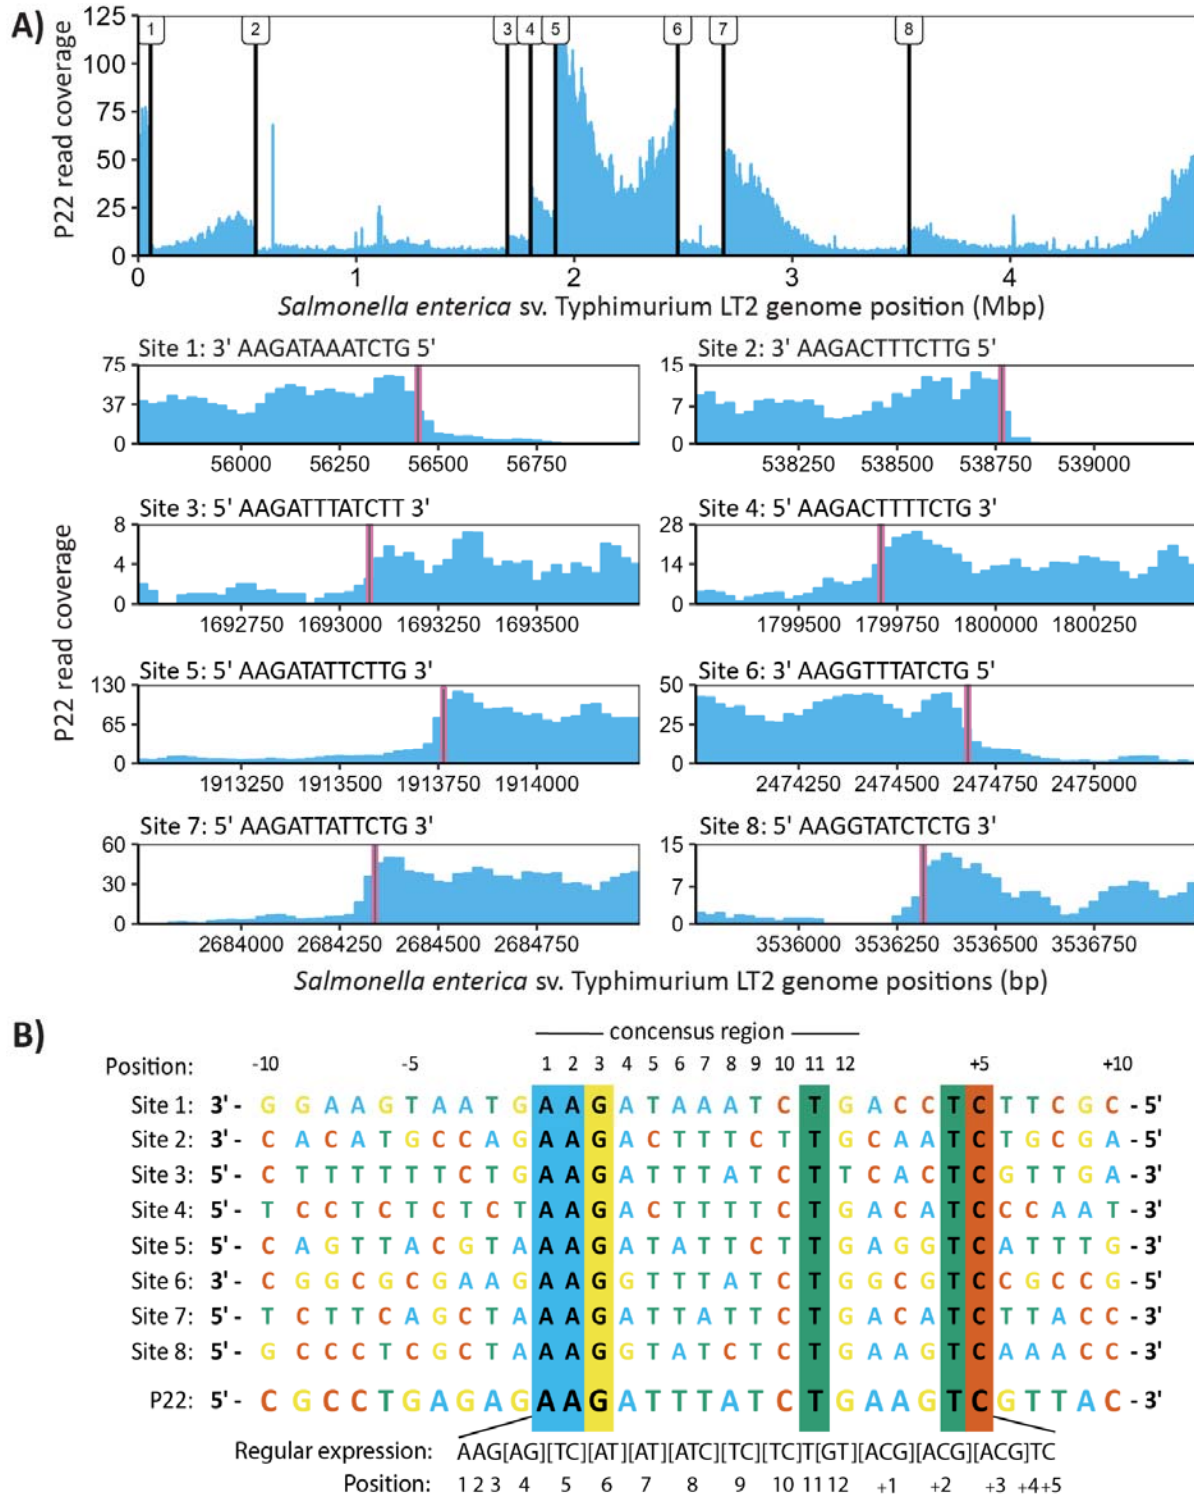 A)
P22 read coverage
125
100
75
50
25
0
1 2 3 4 5 6 7 8
0 1 2 3 4
Salmonella enterica sv. Typhimurium LT2 genome position (Mbp)
Site 1: 3' AAGATAAATCTG 5'
75
37
0
56000 56250 56500 56750
Site 2: 3' AAGACTTTCTTG 5'
15
7
0
538250 538500 538750 539000
P22 read coverage
Site 3: 5' AAGATTTATCTT 3'
8
4
0
1692750 1693000 1693250 1693500
Site 4: 5' AAGACTTTTCTG 3'
28
14
0
1799500 1799750 1800000 1800250
Site 5: 5' AAGATATTCTTG 3'
130
65
0
1913250 1913500 1913750 1914000
Site 6: 3' AAGGTTTATCTG 5'
50
25
0
2474250 2474500 2474750 2475000
Site 7: 5' AAGATTATTCTG 3'
60
30
0
2684000 2684250 2684500 2684750
Site 8: 5' AAGGTATCTCTG 3'
15
7
0
3536000 3536250 3536500 3536750
Salmonella enterica sv. Typhimurium LT2 genome positions (bp)
B)
concensus region
Position: -10 -5 1 2 3 4 5 6 7 8 9 10 11 12 +5 +10
Site 1: 3' - G G A A G T A A T G A A G A T A A A T C T G A C C T C T T C G C - 5'
Site 2: 3' - C A C A T G C C A G A A G A C T T T C T T G C A A T C T G C G A - 5'
Site 3: 5' - C T T T T T T C T G A A G A T T T A T C T T C A C T C G T T G A - 3'
Site 4: 5' - T C C T C T C T C T A A G A C T T T T C T G A C A T C C C A A T - 3'
Site 5: 5' - C A G T T A C G T A A A G A T A T T C T T G A G G T C A T T T G - 3'
Site 6: 3' - C G G C G C G A A G A A G G T T T A T C T G G C G T C C G C C G - 5'
Site 7: 5' - T C T T C A G C T A A A G A T T A T T C T G A C A T C T T A C C - 3'
Site 8: 5' - G C C C T C G C T A A A G G T A T C T C T G A A G T C A A A C C - 3'
P22: 5' - C G C C T G A G A G A A G A T T T A T C T G A A G T C G T T A C - 3'
Regular expression: AAG[AG][TC][AT][AT][ATC][TC][TC]T[GT][ACG][ACG][ACG]TC
Position: 1 2 3 4 5 6 7 8 9 10 11 12 +1 +2 +3 +4 +5